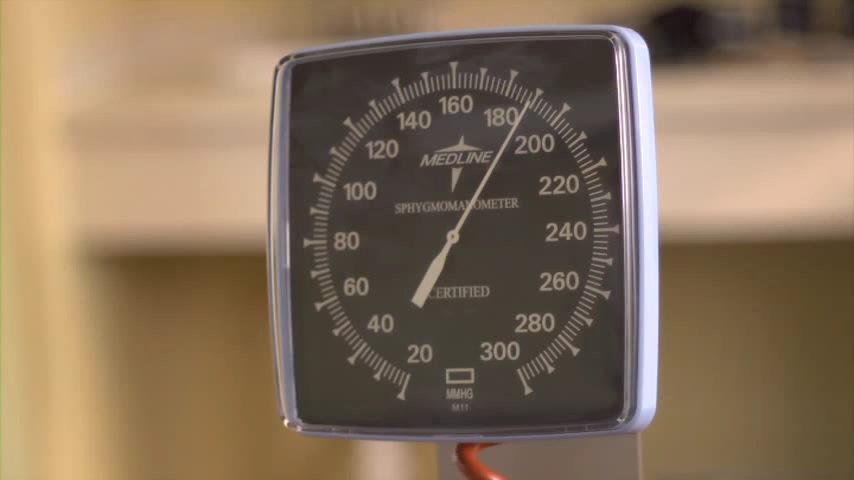 160
140 180
120 200
MEDLINE
100 220
SPHYGMOMANOMETER
80 240
60 260
CERTIFIED
40 280
20 300
MMHG
M11